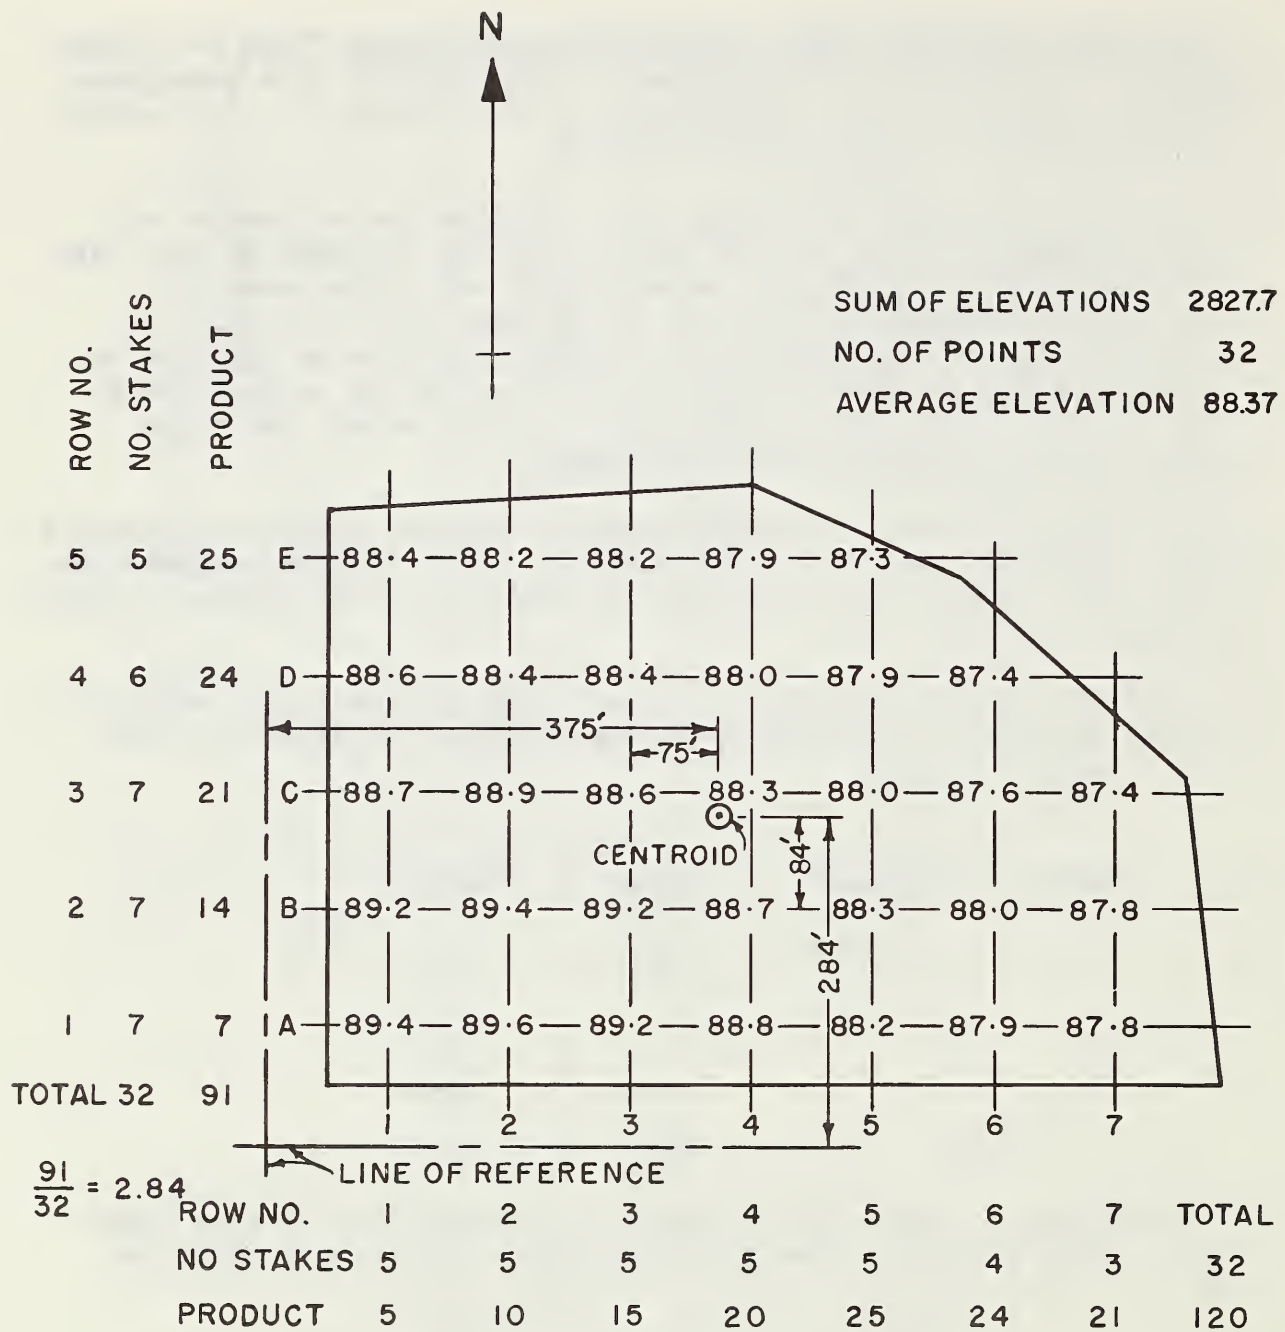 N
SUM OF ELEVATIONS 2827.7
NO. OF POINTS 32
AVERAGE ELEVATION 88.37
ROW NO.
NO. STAKES
PRODUCT
5 5 25 E 88.4 88.2 88.2 87.9 87.3
4 6 24 D 88.6 88.4 88.4 88.0 87.9 87.4
375'
75'
3 7 21 C 88.7 88.9 88.6 88.3 88.0 87.6 87.4
CENTROID
84'
2 7 14 B 89.2 89.4 89.2 88.7 88.3 88.0 87.8
284'
1 7 7 A 89.4 89.6 89.2 88.8 88.2 87.9 87.8
TOTAL 32 91
1 2 3 4 5 6 7
LINE OF REFERENCE
91/32 = 2.84
ROW NO. 1 2 3 4 5 6 7 TOTAL
NO STAKES 5 5 5 5 5 4 3 32
PRODUCT 5 10 15 20 25 24 21 120